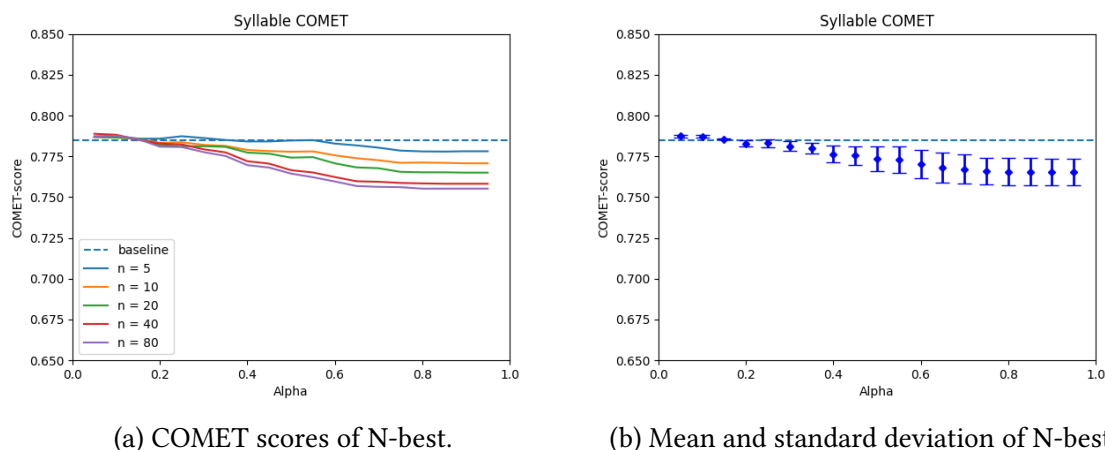 Syllable COMET
0.850
0.825
0.800
0.775
0.750
0.725
0.700
0.675
0.650
COMET-score
baseline
n = 5
n = 10
n = 20
n = 40
n = 80
0.0 0.2 0.4 0.6 0.8 1.0
Alpha
(a) COMET scores of N-best.
Syllable COMET
0.850
0.825
0.800
0.775
0.750
0.725
0.700
0.675
0.650
COMET-score
0.0 0.2 0.4 0.6 0.8 1.0
Alpha
(b) Mean and standard deviation of N-best